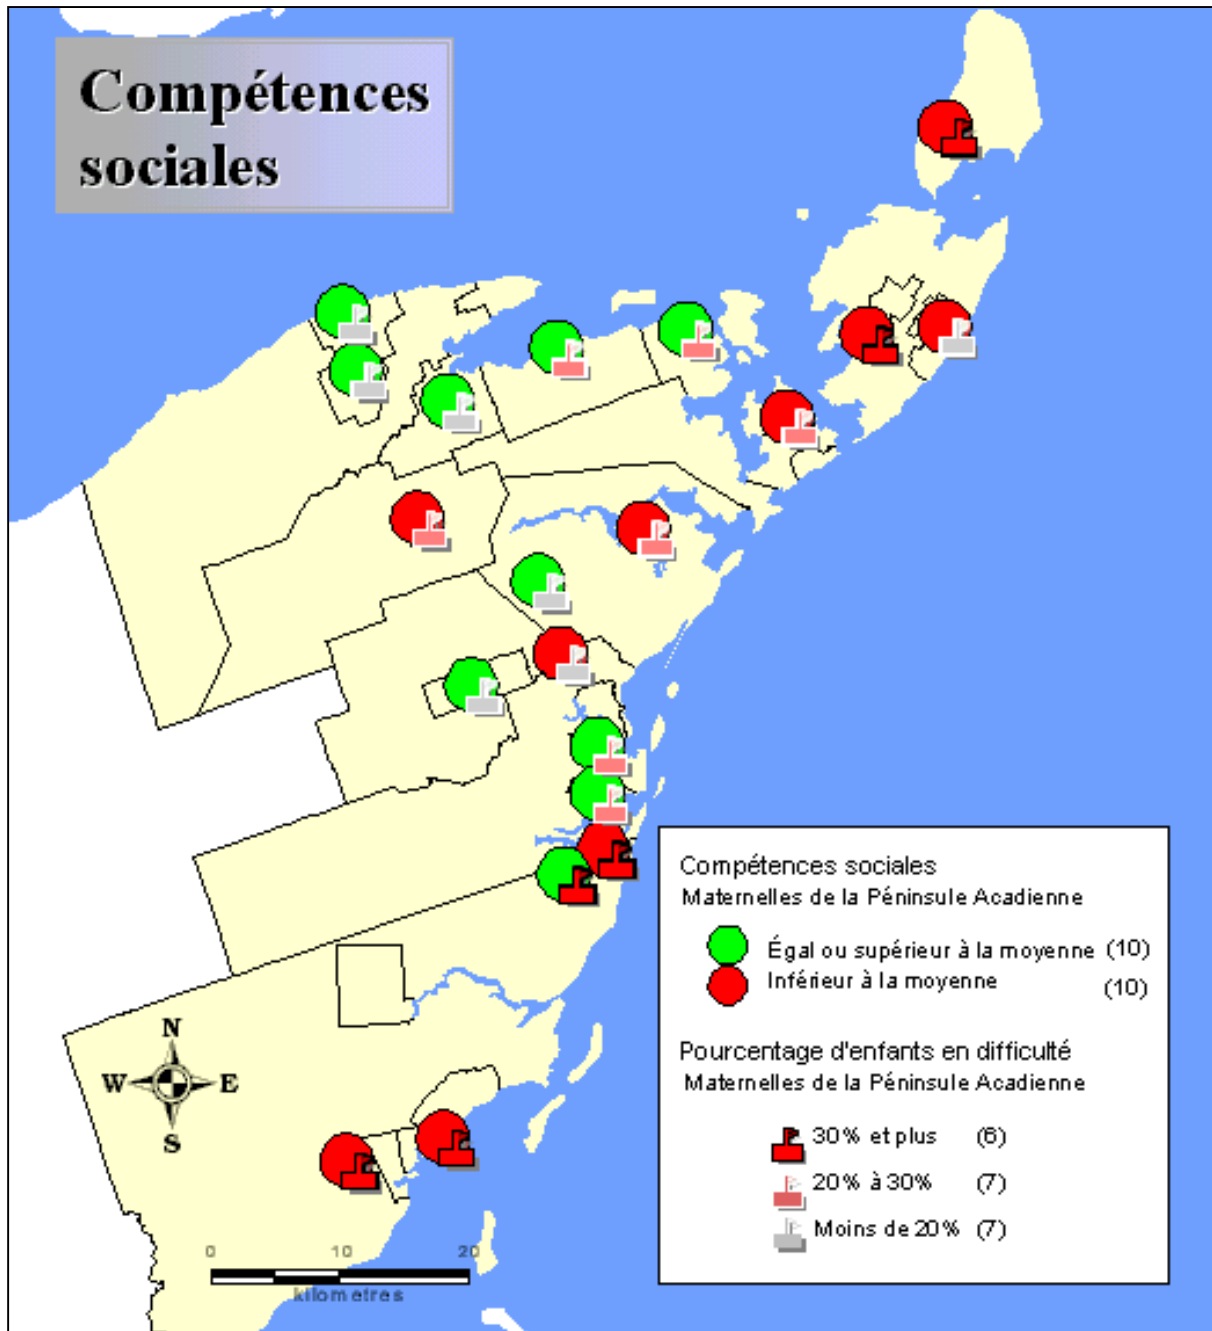 Compétences
sociales
Compétences sociales
Maternelles de la Péninsule Acadienne
Égal ou supérieur à la moyenne (10)
Inférieur à la moyenne (10)
Pourcentage d'enfants en difficulté
Maternelles de la Péninsule Acadienne
30% et plus (6)
20% à 30% (7)
Moins de 20% (7)
N
W E
S
0 10 20
kilometres